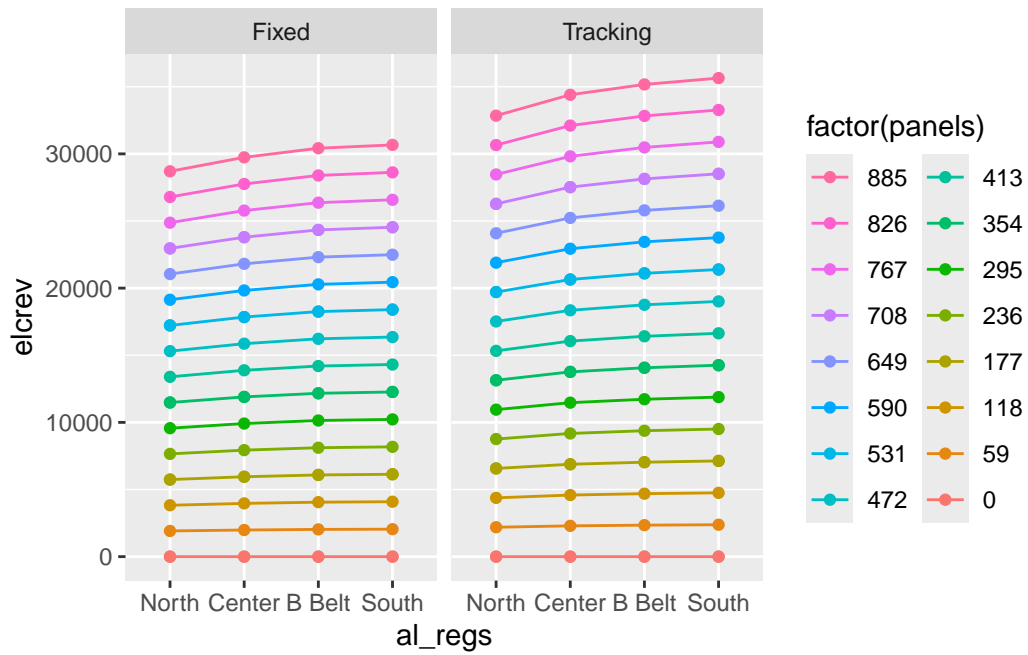 Fixed
Tracking
30000
20000
10000
0
elcrev
North Center B Belt South
North Center B Belt South
al_regs
factor(panels)
885 413
826 354
767 295
708 236
649 177
590 118
531 59
472 0